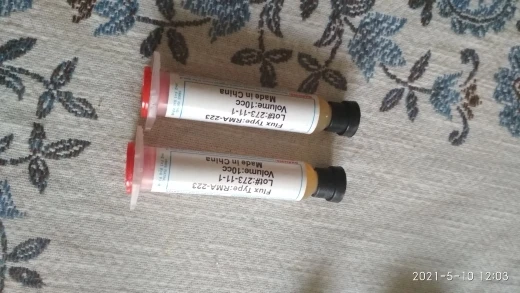 Flux Type:RMA-223
Lot#:273-11-1
Volume:10cc
Made in China
Flux Type:RMA-223
Lot#:273-11-1
Volume:10cc
Made in China
2021-5-10 12:03